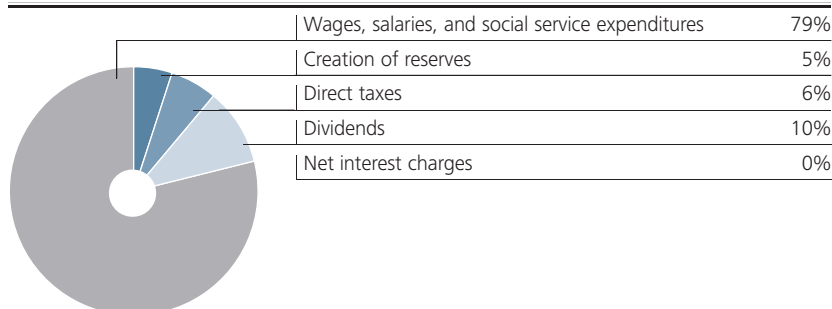 Wages, salaries, and social service expenditures 79%
Creation of reserves 5%
Direct taxes 6%
Dividends 10%
Net interest charges 0%